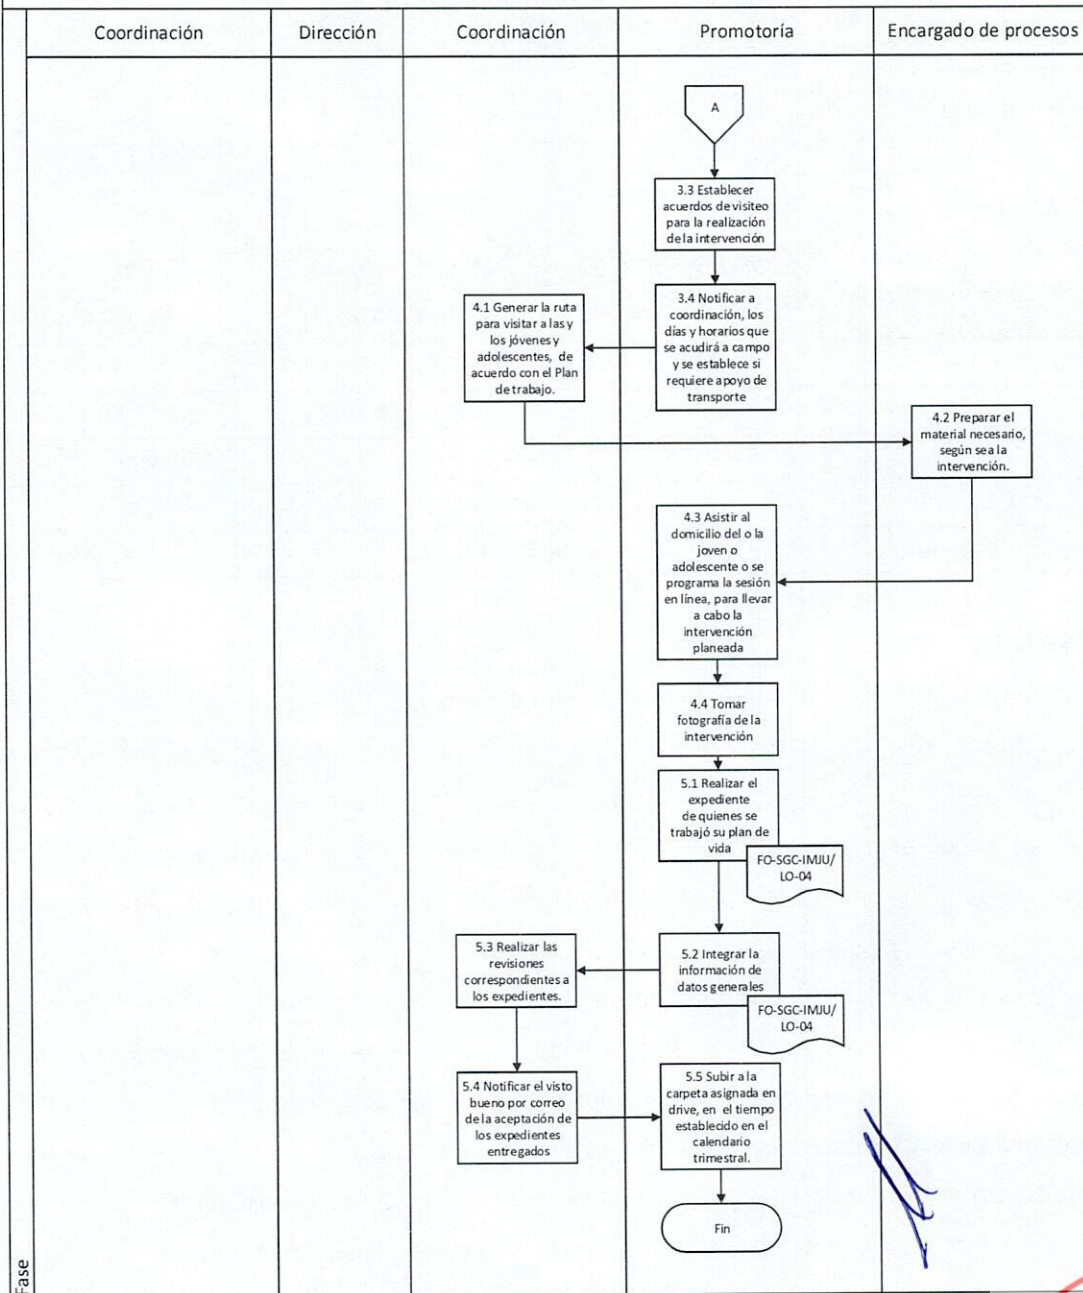 Coordinación
Dirección
Coordinación
Promotoría
Encargado de procesos
A
3.3 Establecer
acuerdos de visiteo
para la realización
de la intervención
3.4 Notificar a
coordinación, los
días y horarios que
se acudirá a campo
y se establece si
requiere apoyo de
transporte
4.1 Generar la ruta
para visitar a las y
los jóvenes y
adolescentes, de
acuerdo con el Plan
de trabajo.
4.2 Preparar el
material necesario,
según sea la
intervención.
4.3 Asistir al
domicilio del o la
joven o
adolescente o se
programa la sesión
en línea, para llevar
a cabo la
intervención
planeada
4.4 Tomar
fotografía de la
intervención
5.1 Realizar el
expediente
de quienes se
trabajó su plan de
vida
FO-SGC-IMJU/
LO-04
5.2 Integrar la
información de
datos generales
FO-SGC-IMJU/
LO-04
5.3 Realizar las
revisiones
correspondientes a
los expedientes.
5.4 Notificar el visto
bueno por correo
de la aceptación de
los expedientes
entregados
5.5 Subir a la
carpeta asignada en
drive, en el tiempo
establecido en el
calendario
trimestral.
Fin
Fase